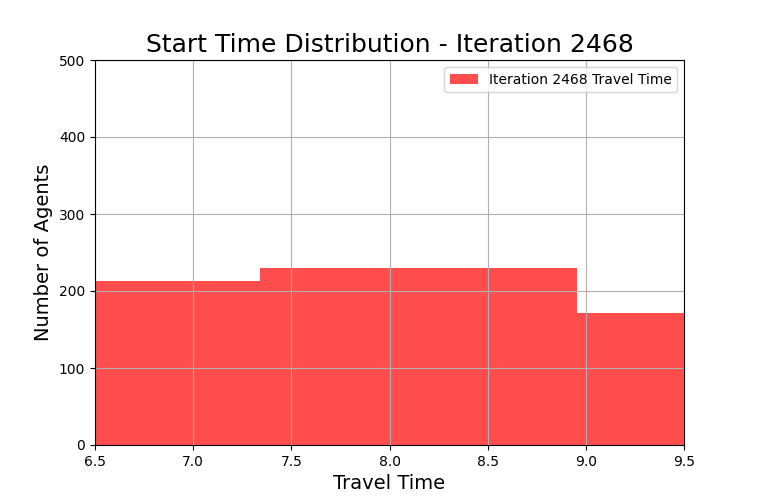 Start Time Distribution - Iteration 2468
Iteration 2468 Travel Time
Number of Agents
500
400
300
200
100
0
6.5 7.0 7.5 8.0 8.5 9.0 9.5
Travel Time